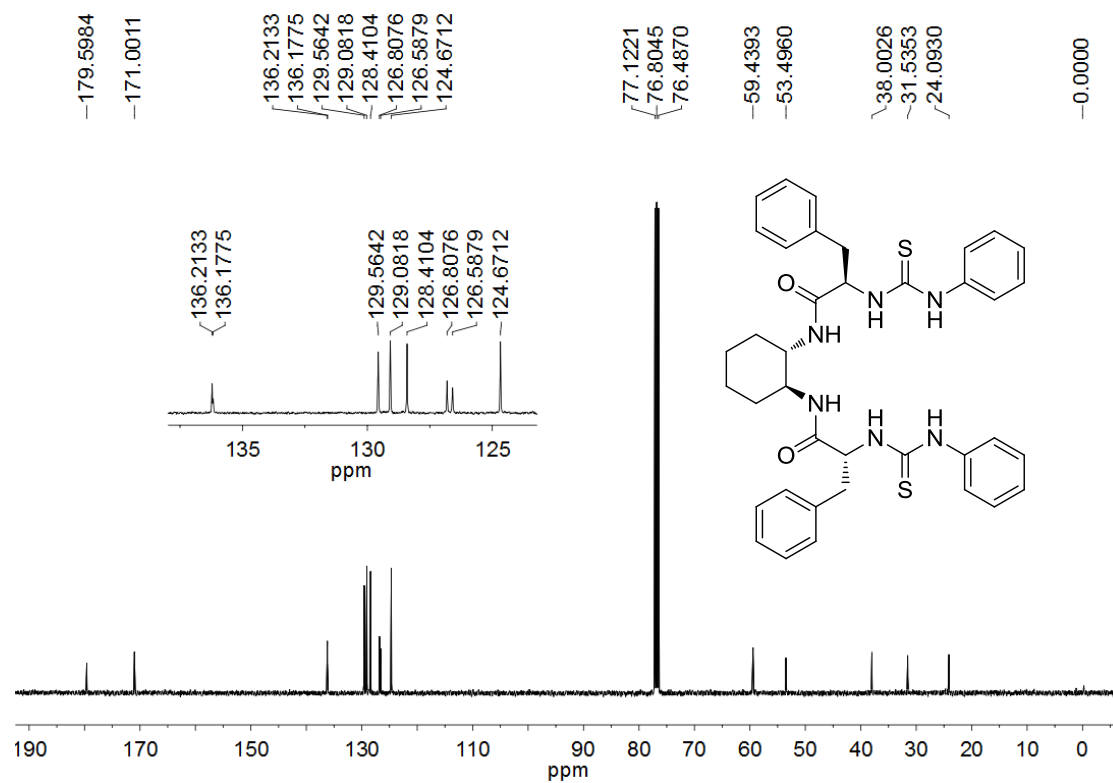 179.5984
171.0011
136.2133
136.1775
129.5642
129.0818
128.4104
126.8076
126.5879
124.6712
77.1221
76.8045
76.4870
59.4393
53.4960
38.0026
31.5353
24.0930
0.0000
136.2133
136.1775
129.5642
129.0818
128.4104
126.8076
126.5879
124.6712
135 130 125
ppm
S
O
N H
N H
N H
N H
H N
H N
O
S
190 170 150 130 110 90 80 70 60 50 40 30 20 10 0
ppm